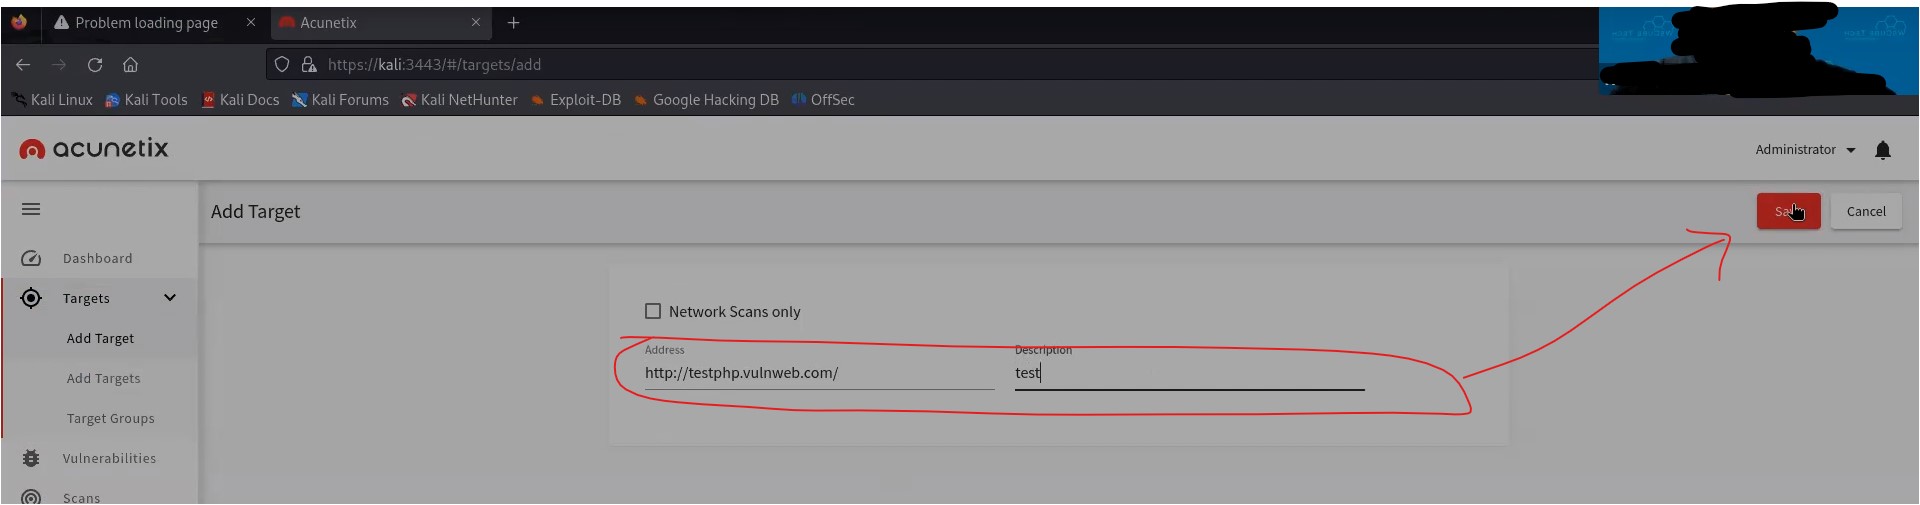 Problem loading page
Acunetix
https://kali:3443/#/targets/add
Kali Linux Kali Tools Kali Docs Kali Forums Kali NetHunter Exploit-DB Google Hacking DB OffSec
acunetix
Administrator
Add Target
Cancel
Dashboard
Targets
Add Target
Add Targets
Target Groups
Vulnerabilities
Scans
Network Scans only
Address
http://testphp.vulnweb.com/
Description
test